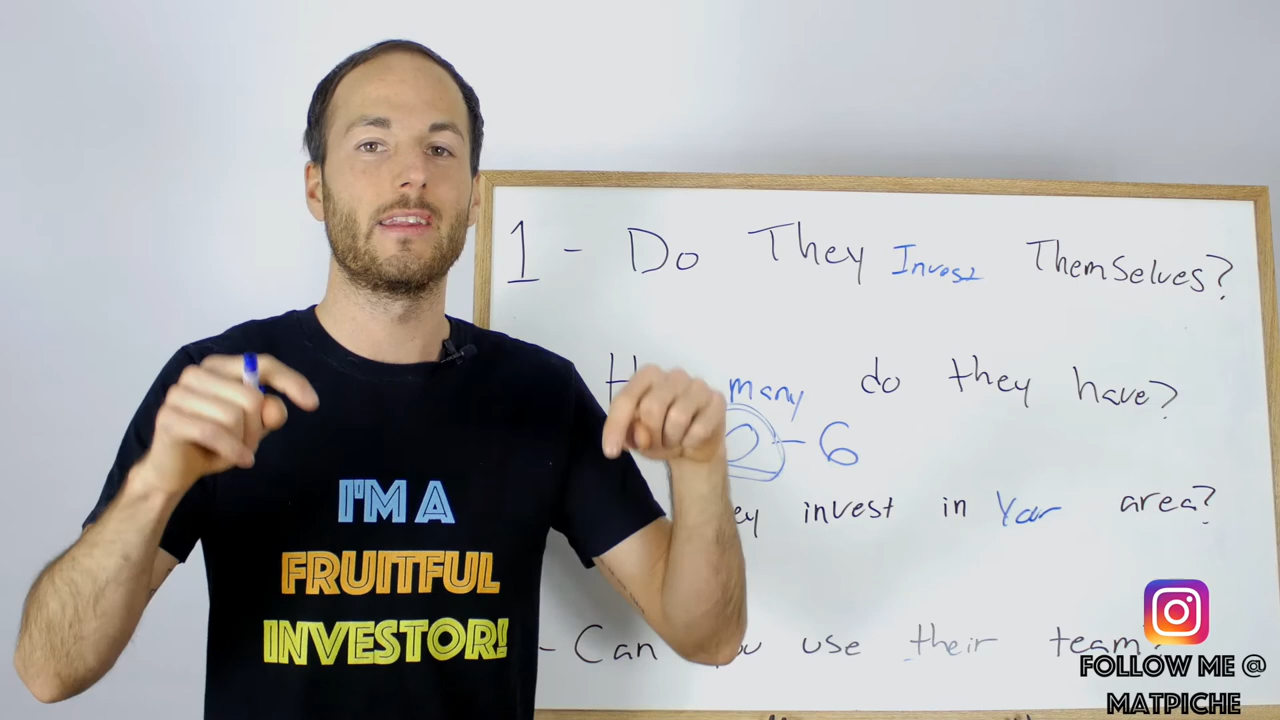 1 - Do They Invest Themselves?
many do they have?
2 - 6
invest in Your area?
- Can use their team?
I'M A
FRUITFUL
INVESTOR!
FOLLOW ME @
MATPICHE